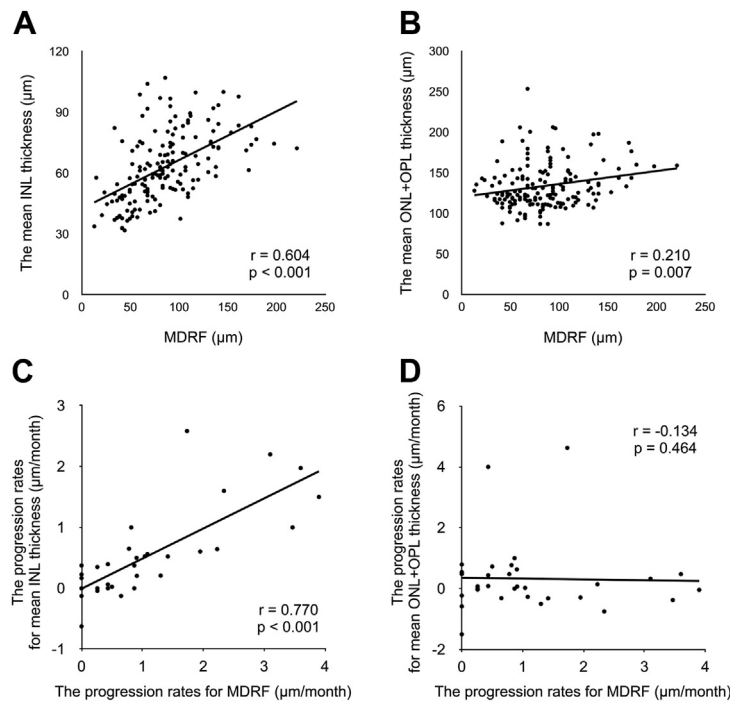 A
The mean INL thickness (µm)
120
90
60
30
0
0
50
100
150
200
250
r = 0.604
p < 0.001
MDRF (µm)
B
The mean ONL+OPL thickness (µm)
300
250
200
150
100
50
0
0
50
100
150
200
250
r = 0.210
p = 0.007
MDRF (µm)
C
The progression rates
for mean INL thickness (µm/month)
3
2
1
0
-1
0
1
2
3
4
r = 0.770
p < 0.001
The progression rates for MDRF (µm/month)
D
The progression rates
for mean ONL+OPL thickness (µm/month)
6
4
2
0
-2
0
1
2
3
4
r = -0.134
p = 0.464
The progression rates for MDRF (µm/month)